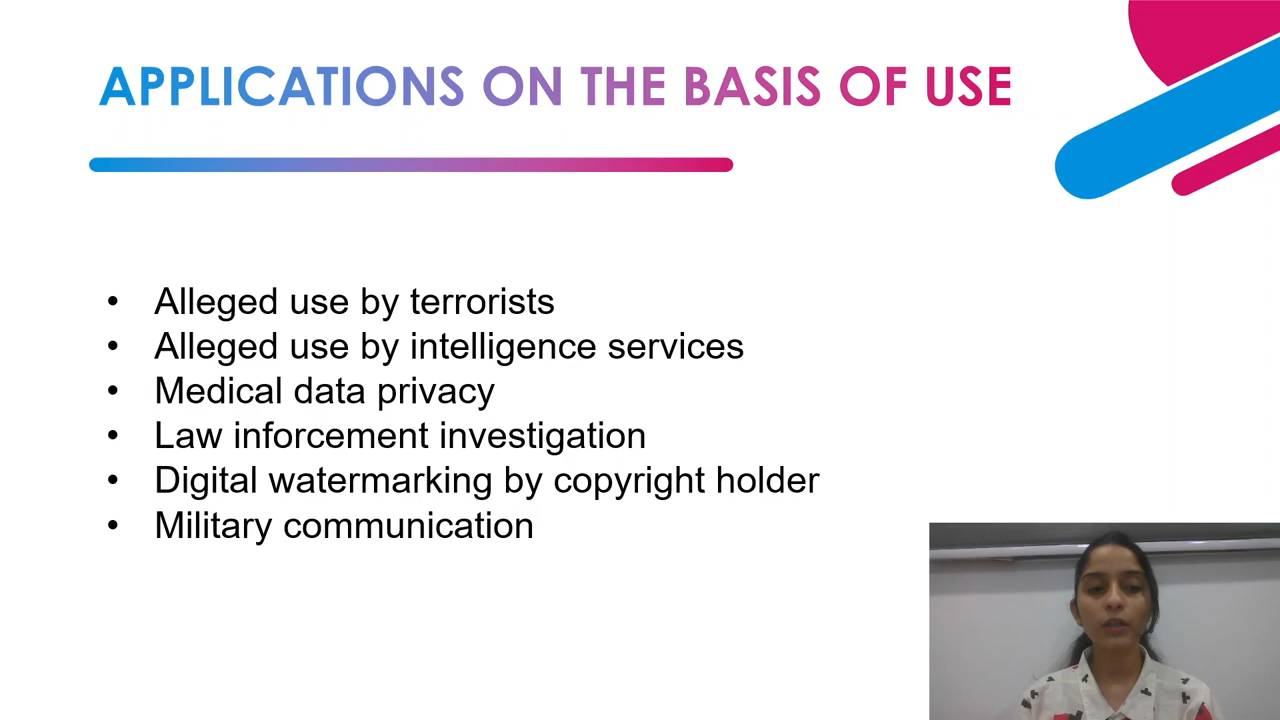 APPLICATIONS ON THE BASIS OF USE
• Alleged use by terrorists
• Alleged use by intelligence services
• Medical data privacy
• Law inforcement investigation
• Digital watermarking by copyright holder
• Military communication